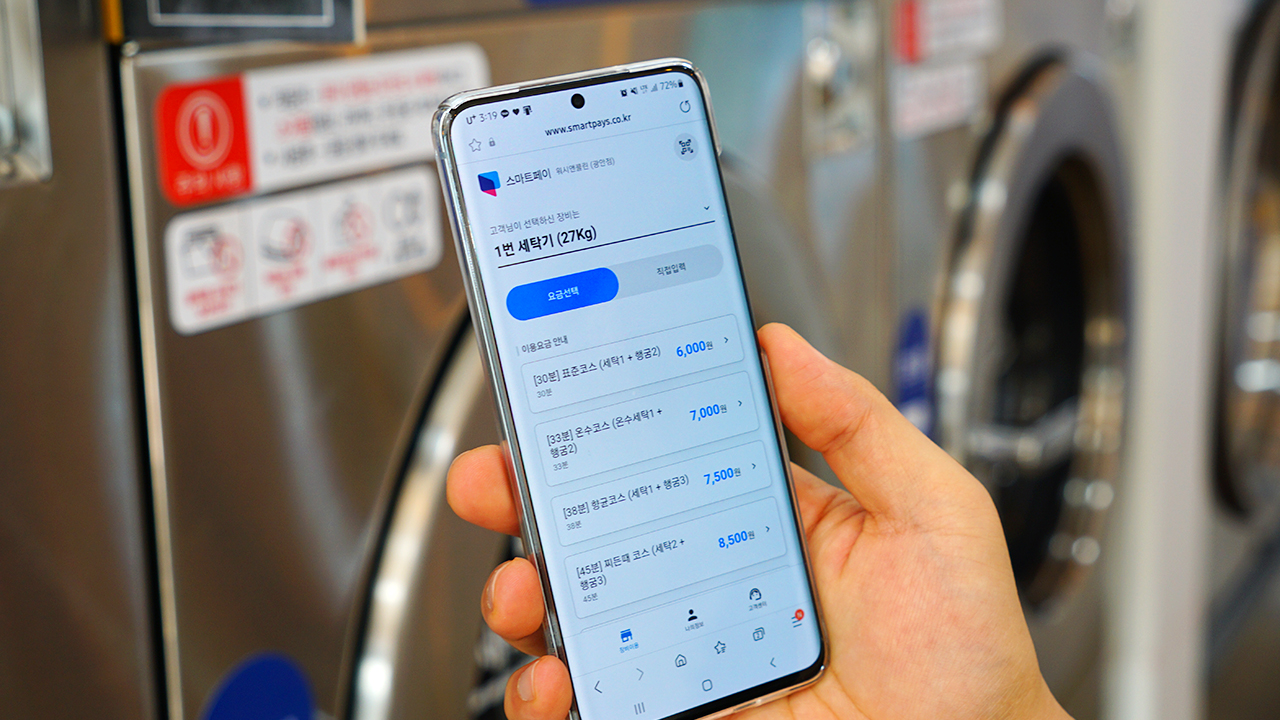 U+ 3:19
72%
www.smartpays.co.kr
스마트페이 워시앤쿨린 (광안점)
고객님이 선택하신 장비는
1번 세탁기 (27Kg)
요금선택
직접입력
이용요금 안내
[30분] 표준코스 (세탁1 + 헹굼2)
6,000원
30분
[33분] 온수코스 (온수세탁1 +
헹굼2)
7,000원
33분
[38분] 향균코스 (세탁1 + 헹굼3)
7,500원
38분
[45분] 찌든때 코스 (세탁2 +
헹굼3)
8,500원
45분
장비이용
나의정보
고객센터
N